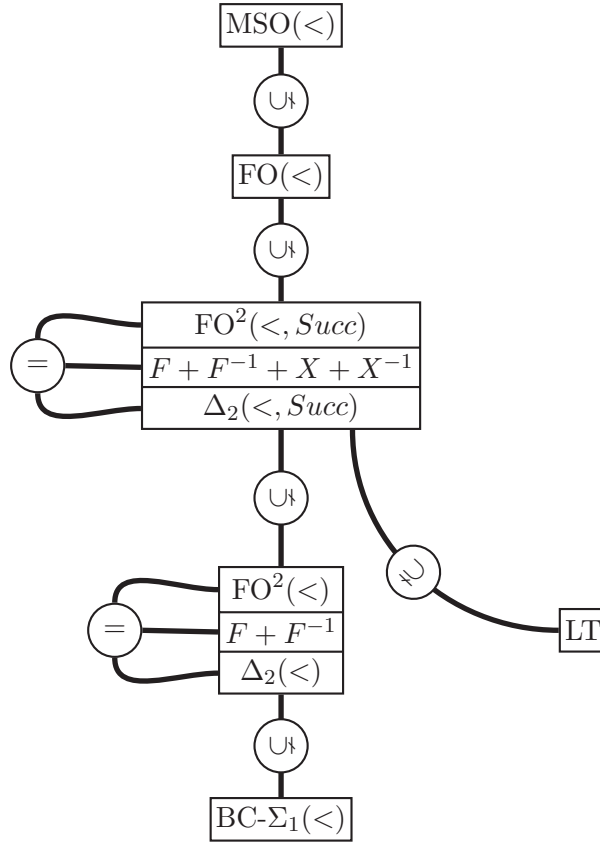 MSO(<)
⊊
FO(<)
⊊
FO²(<, Succ)
=
F + F⁻¹ + X + X⁻¹
Δ₂(<, Succ)
⊊
⊊
FO²(<)
=
F + F⁻¹
LT
Δ₂(<)
⊊
BC-Σ₁(<)